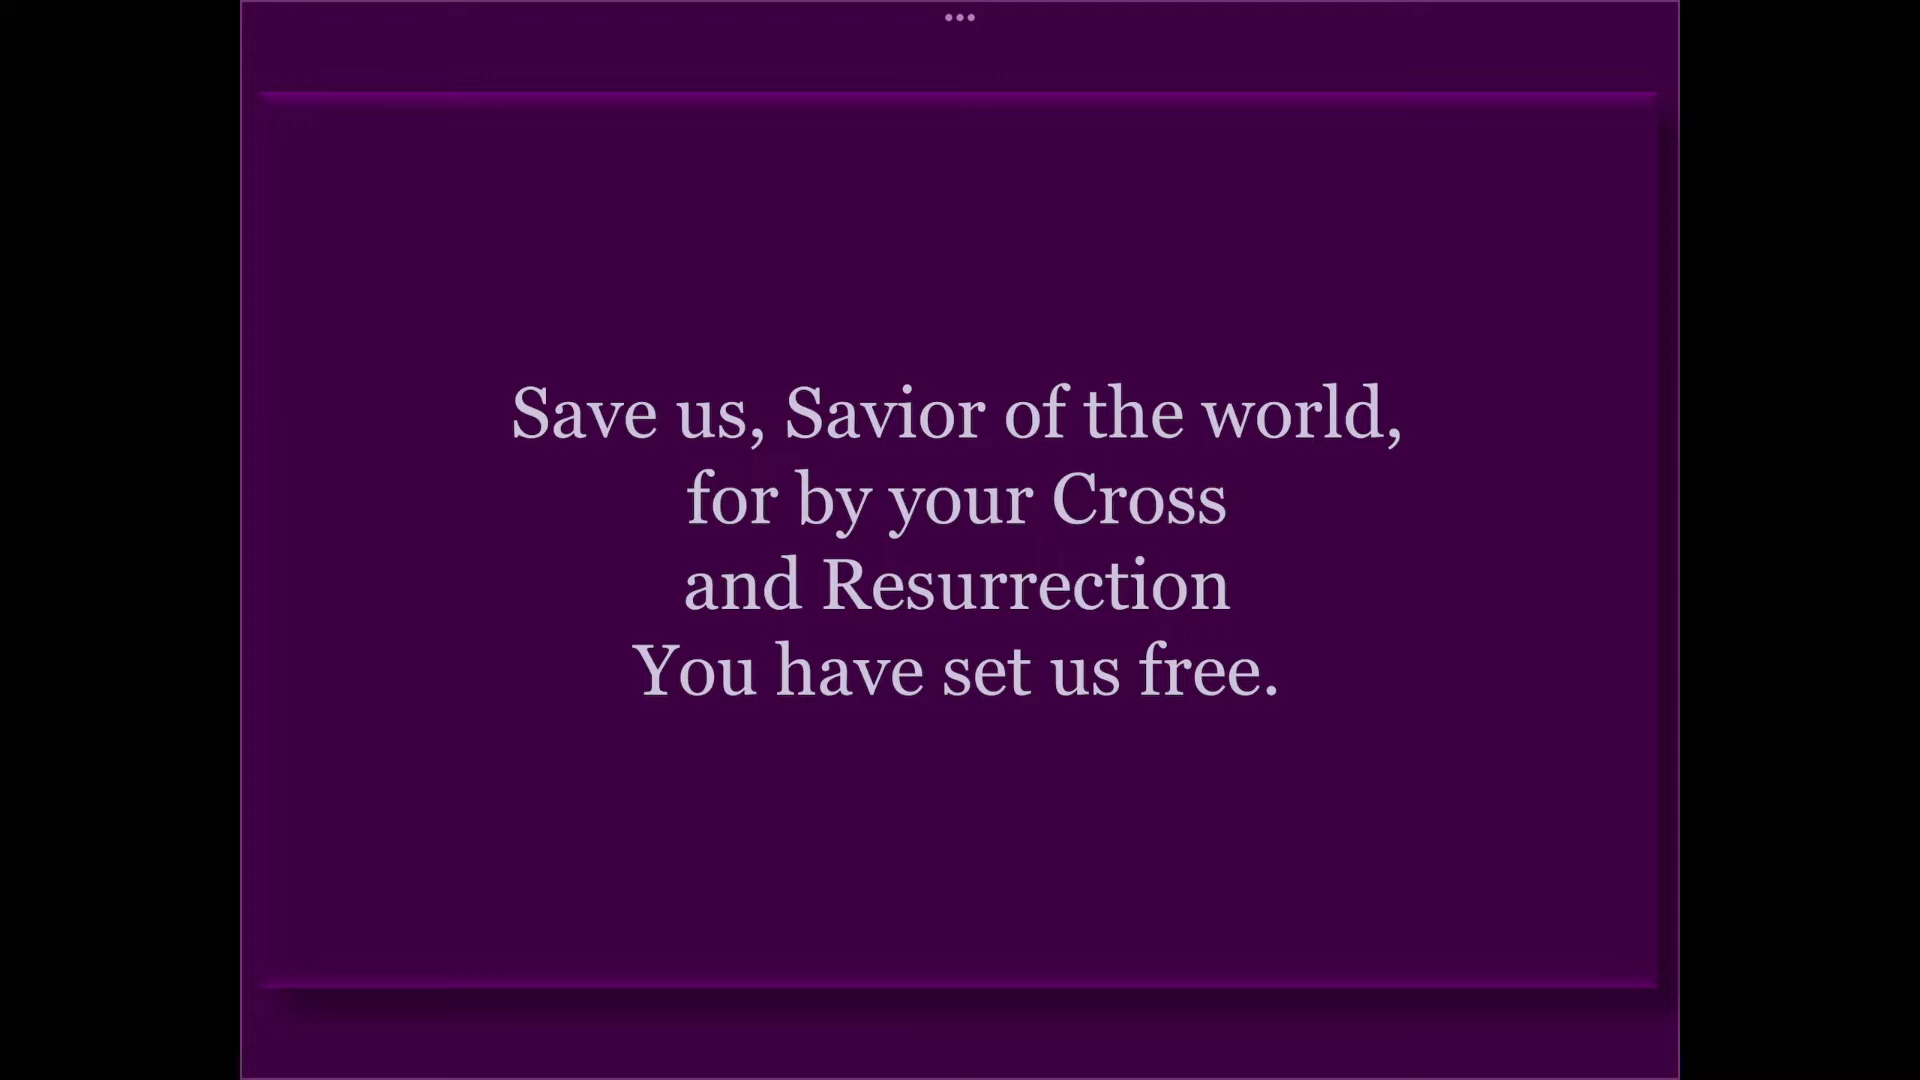 Save us, Savior of the world,
for by your Cross
and Resurrection
You have set us free.